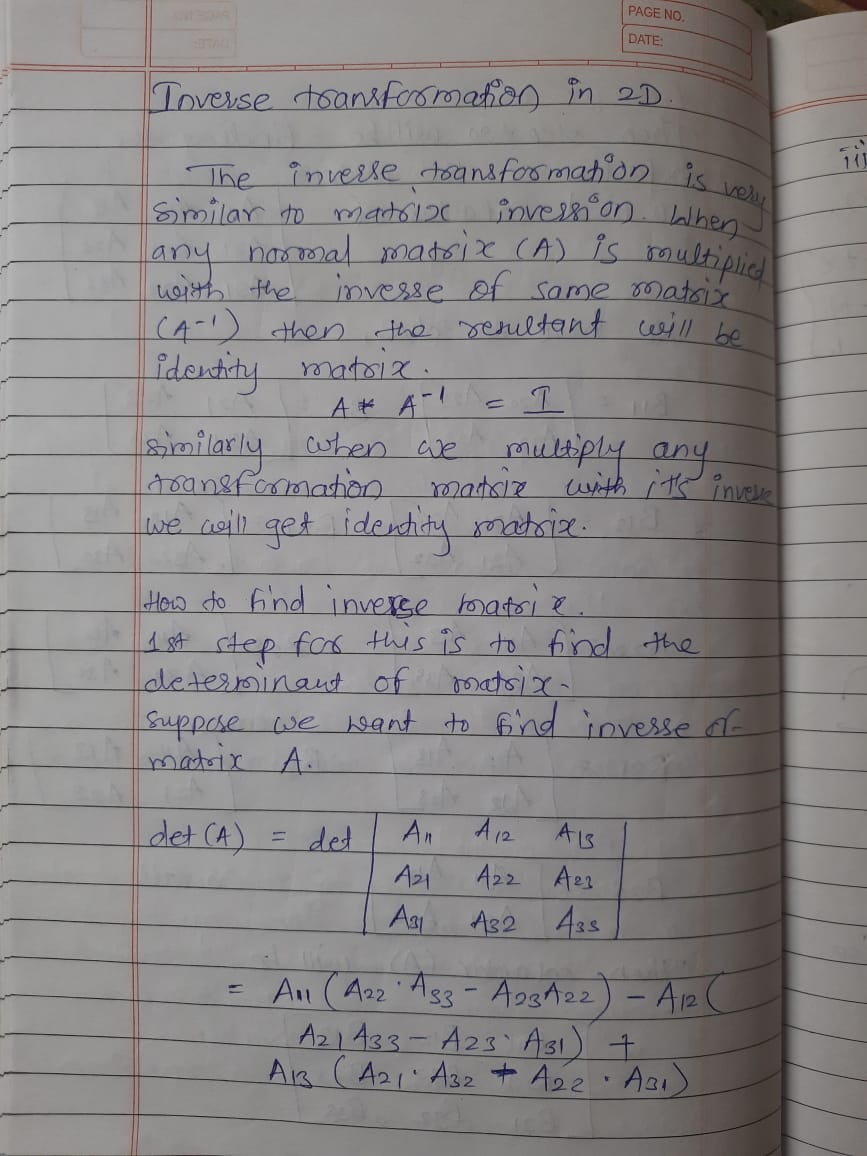 PAGE NO.
DATE:
Inverse transformation in 2D.
The inverse transformation is very
similar to matrix inversion. When
any normal matrix (A) is multiplied
with the inverse of same matrix
(A⁻¹) then the resultant will be
identity matrix.
A * A⁻¹ = I
similarly when we multiply any
transformation matrix with it's
we will get identity matrix.
How to find inverse matrix.
1st step for this is to find the
determinant of matrix-
suppose we want to find inverse of
matrix A.
det(A) = det | A11 A12 A13 |
A21 A22 A23
A31 A32 A33
= A11 (A22 · A33 - A23 A22) - A12 (
A21 A33 - A23 · A31) +
A13 (A21 · A32 + A22 · A31)
iii